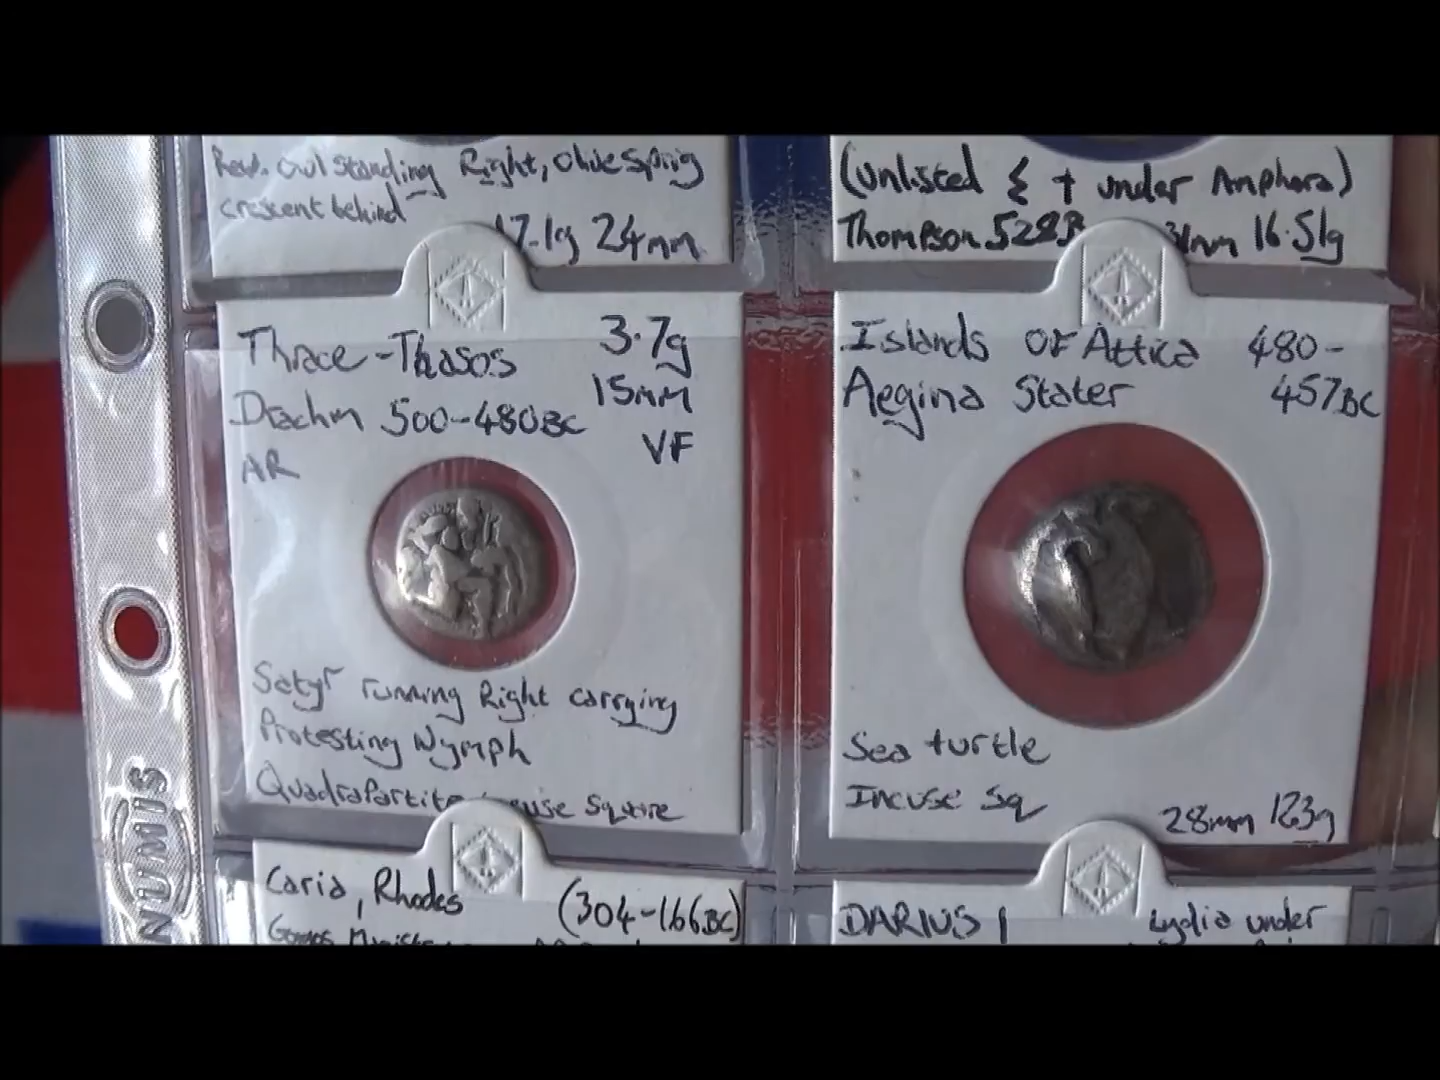 Rev. Owl standing Right, Olive Sprig
crescent behind
17.1g 24mm
(Unlisted ξ + under Amphora)
Thompson 528B 31mm 16.51g
Thrace-Thasos 3.7g
Drachm 500-480BC 15mm
AR VF
Satyr running Right carrying
Protesting Nymph
Quadrapartite Incuse Square
Islands Of Attica 480-
Aegina Stater 457BC
Sea turtle
Incuse Sq
28mm 12.3g
Caria, Rhodes (304-166BC)
DARIUS I Lydia under
NUMIS